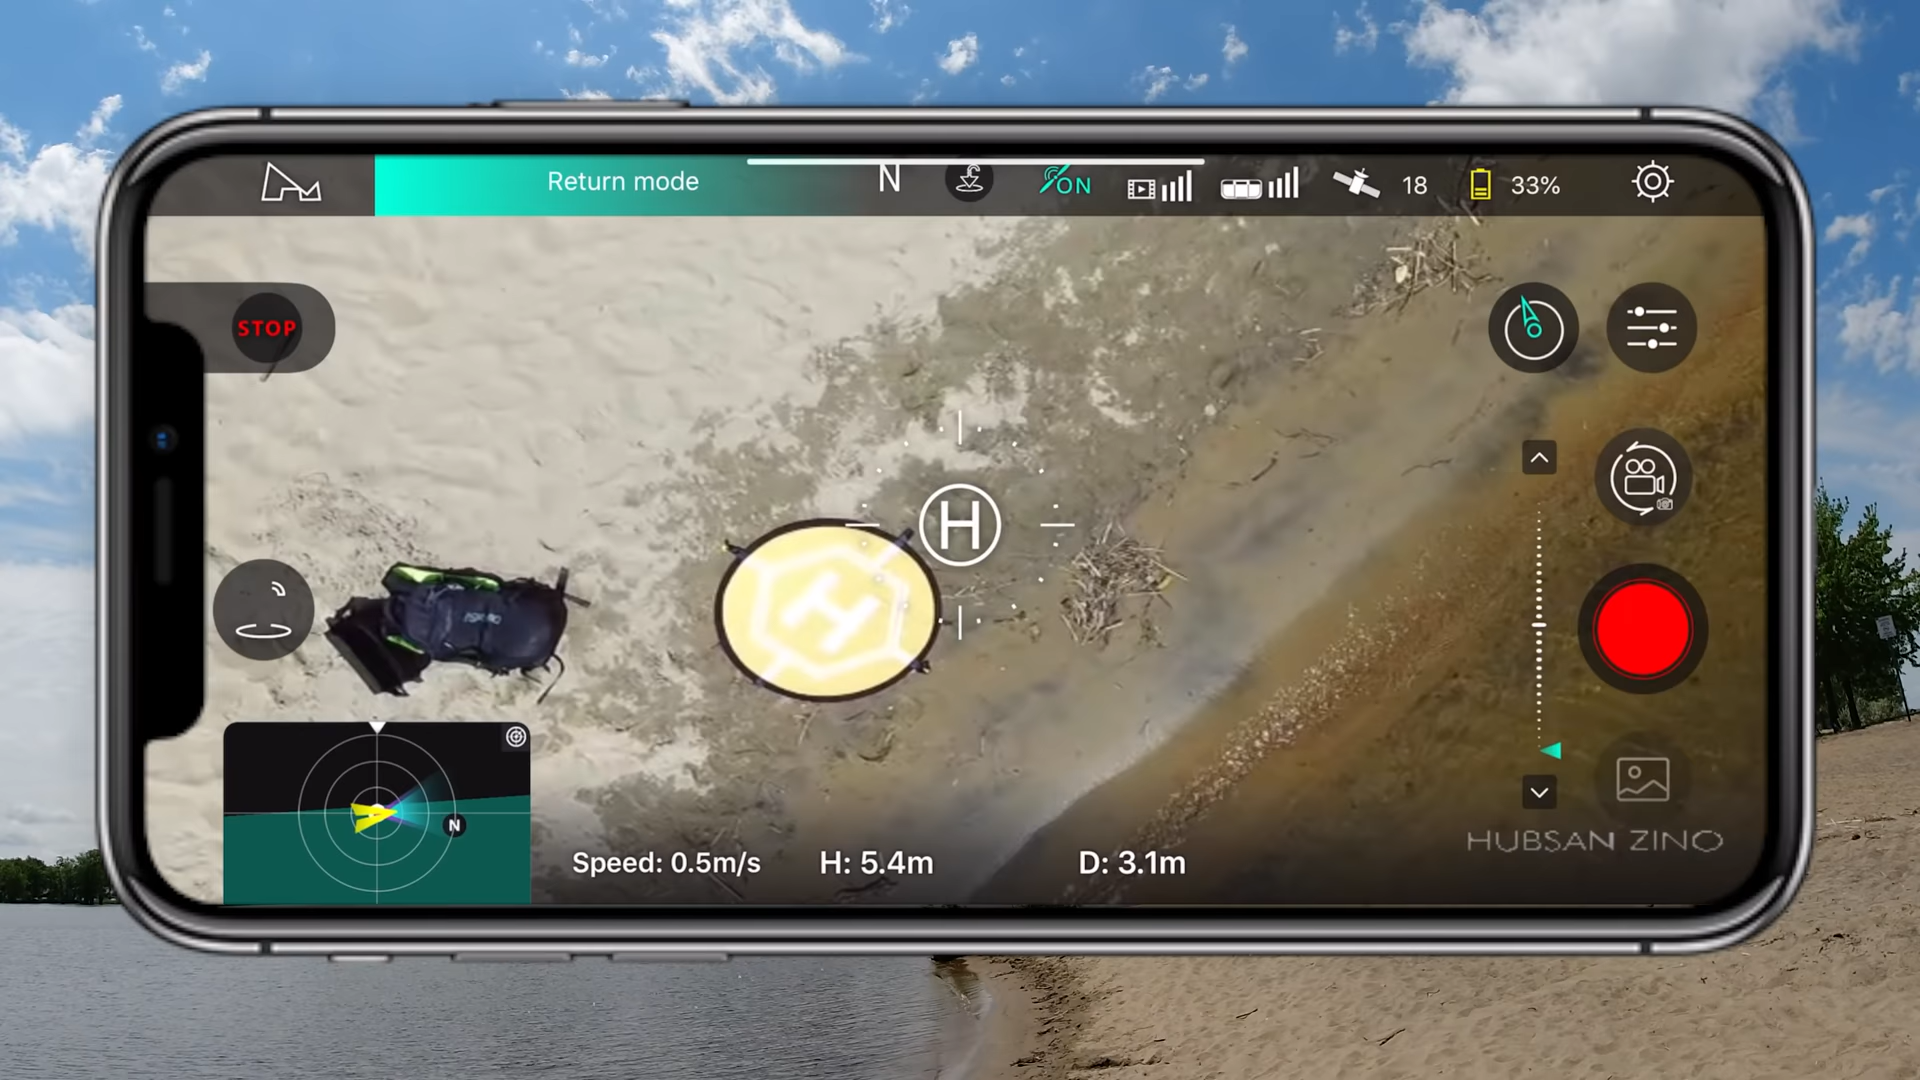 Return mode
N
ON
18
33%
STOP
H
H
N
Speed: 0.5m/s
H: 5.4m
D: 3.1m
HUBSAN ZINO